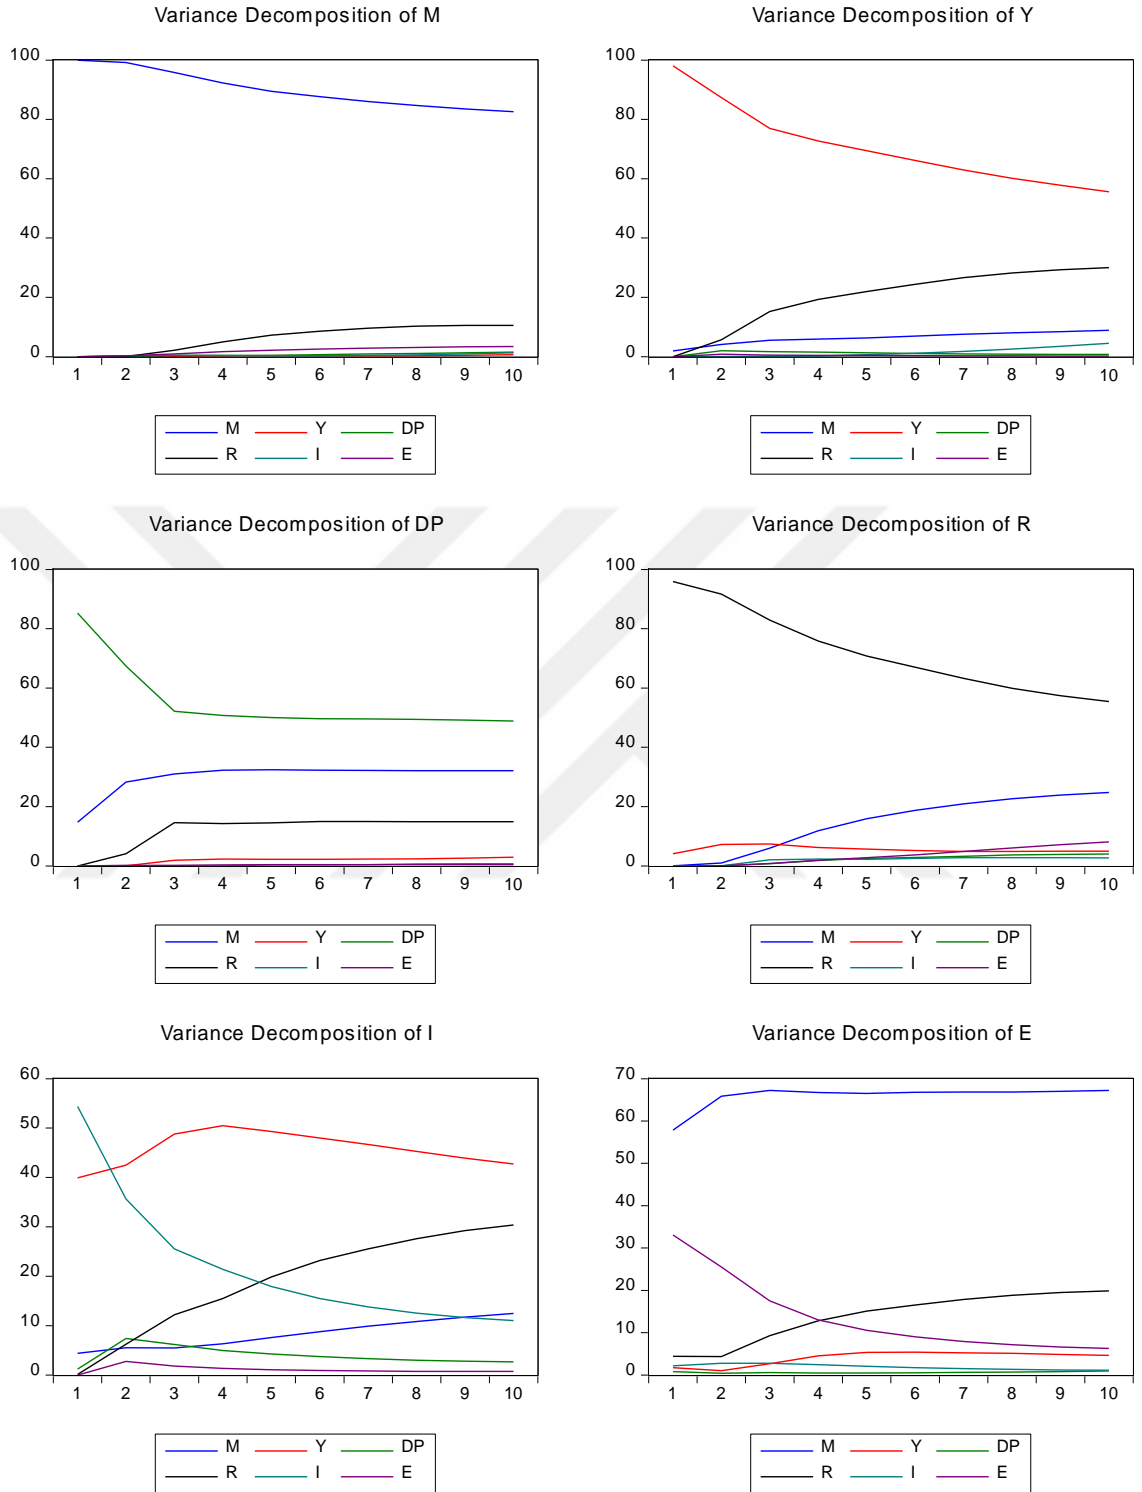 Variance Decomposition of M
100
80
60
40
20
0
1 2 3 4 5 6 7 8 9 10
M Y DP
R I E
Variance Decomposition of Y
100
80
60
40
20
0
1 2 3 4 5 6 7 8 9 10
M Y DP
R I E
Variance Decomposition of DP
100
80
60
40
20
0
1 2 3 4 5 6 7 8 9 10
M Y DP
R I E
Variance Decomposition of R
100
80
60
40
20
0
1 2 3 4 5 6 7 8 9 10
M Y DP
R I E
Variance Decomposition of I
60
50
40
30
20
10
0
1 2 3 4 5 6 7 8 9 10
M Y DP
R I E
Variance Decomposition of E
70
60
50
40
30
20
10
0
1 2 3 4 5 6 7 8 9 10
M Y DP
R I E